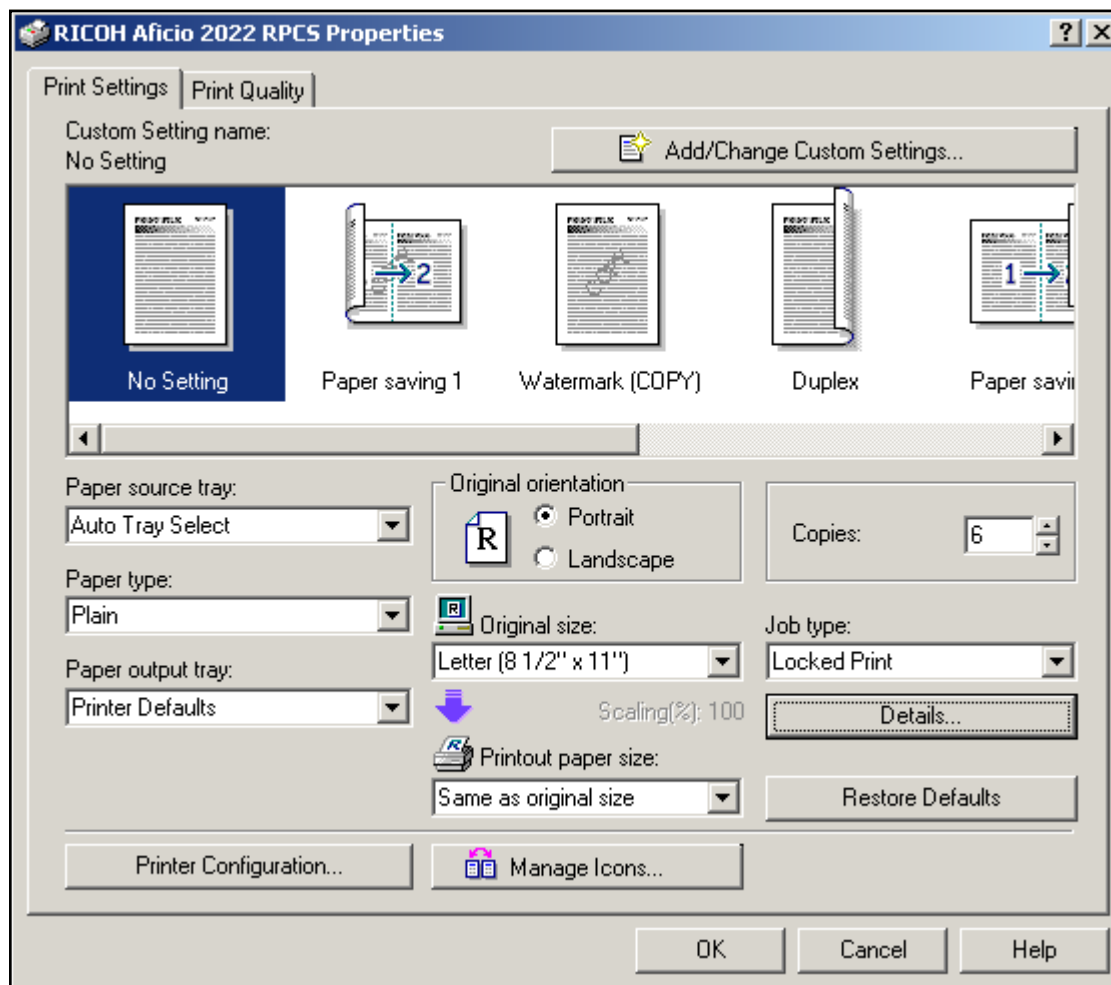 RICOH Aficio 2022 RPCS Properties
Print Settings
Print Quality
Custom Setting name:
No Setting
Add/Change Custom Settings...
2
1
No Setting
Paper saving 1
Watermark (COPY)
Duplex
Paper savin
Paper source tray:
Auto Tray Select
Paper type:
Plain
Paper output tray:
Printer Defaults
Original orientation
R
Portrait
Landscape
Copies:
6
R
Original size:
Letter (8 1/2" x 11")
Scaling(%): 100
R
Printout paper size:
Same as original size
Job type:
Locked Print
Details...
Restore Defaults
Printer Configuration...
Manage Icons...
OK
Cancel
Help